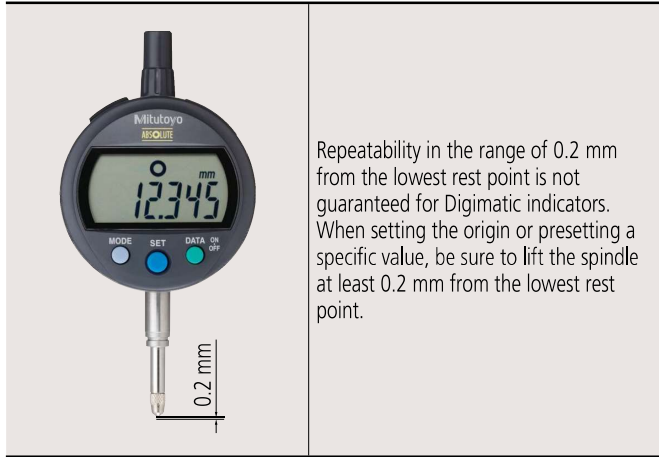 Mitutoyo
ABSOLUTE
mm
12.345
MODE SET DATA ON
OFF
0.2 mm
Repeatability in the range of 0.2 mm
from the lowest rest point is not
guaranteed for Digimatic indicators.
When setting the origin or presetting a
specific value, be sure to lift the spindle
at least 0.2 mm from the lowest rest
point.